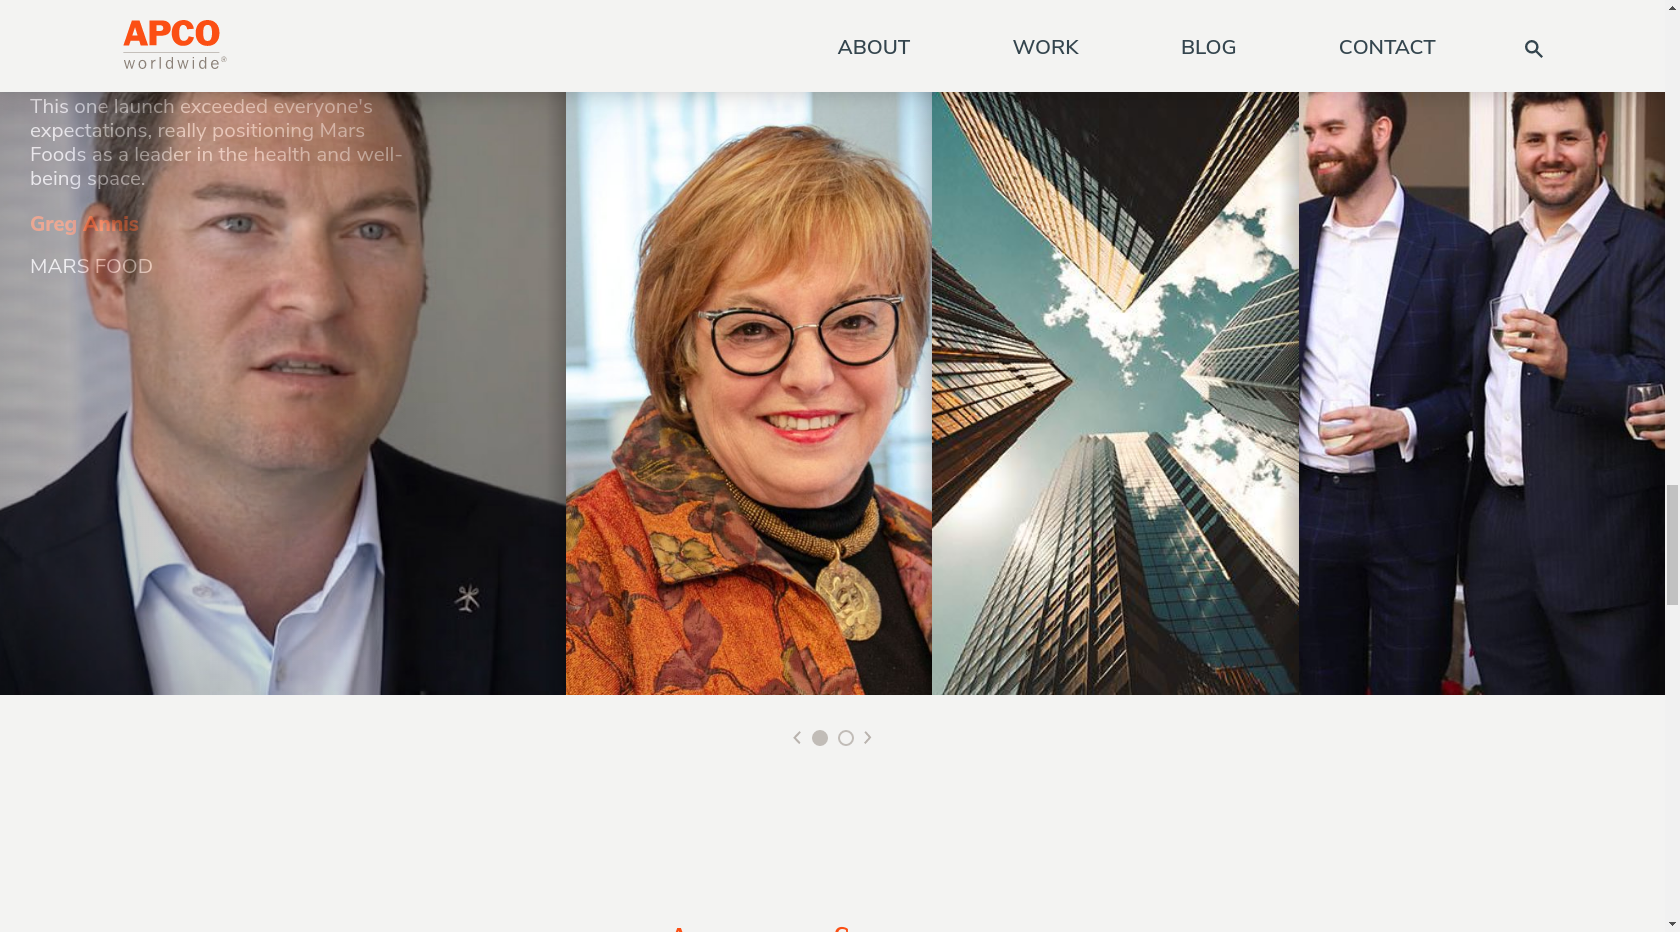 APCO
worldwide®
ABOUT
WORK
BLOG
CONTACT
This one launch exceeded everyone's
expectations, really positioning Mars
Foods as a leader in the health and well-
being space.
Greg Annis
MARS FOOD